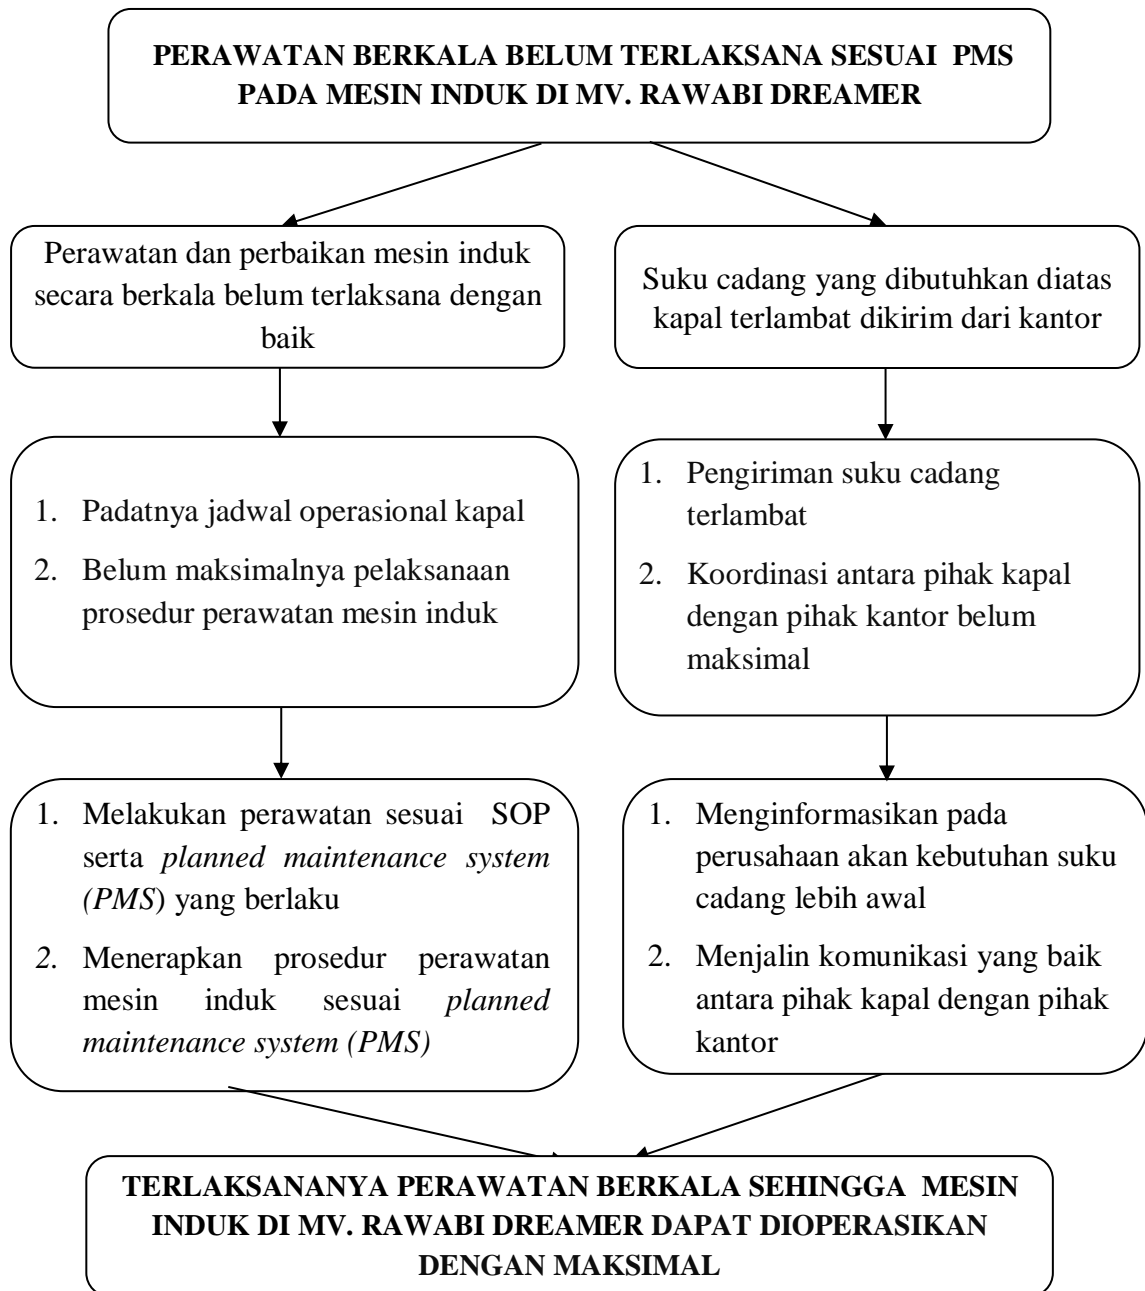 PERAWATAN BERKALA BELUM TERLAKSANA SESUAI PMS
PADA MESIN INDUK DI MV. RAWABI DREAMER
Perawatan dan perbaikan mesin induk
secara berkala belum terlaksana dengan
baik
Suku cadang yang dibutuhkan diatas
kapal terlambat dikirim dari kantor
1. Padatnya jadwal operasional kapal
2. Belum maksimalnya pelaksanaan
prosedur perawatan mesin induk
1. Pengiriman suku cadang
terlambat
2. Koordinasi antara pihak kapal
dengan pihak kantor belum
maksimal
1. Melakukan perawatan sesuai SOP
serta planned maintenance system
(PMS) yang berlaku
2. Menerapkan prosedur perawatan
mesin induk sesuai planned
maintenance system (PMS)
1. Menginformasikan pada
perusahaan akan kebutuhan suku
cadang lebih awal
2. Menjalin komunikasi yang baik
antara pihak kapal dengan pihak
kantor
TERLAKSANANYA PERAWATAN BERKALA SEHINGGA MESIN
INDUK DI MV. RAWABI DREAMER DAPAT DIOPERASIKAN
DENGAN MAKSIMAL